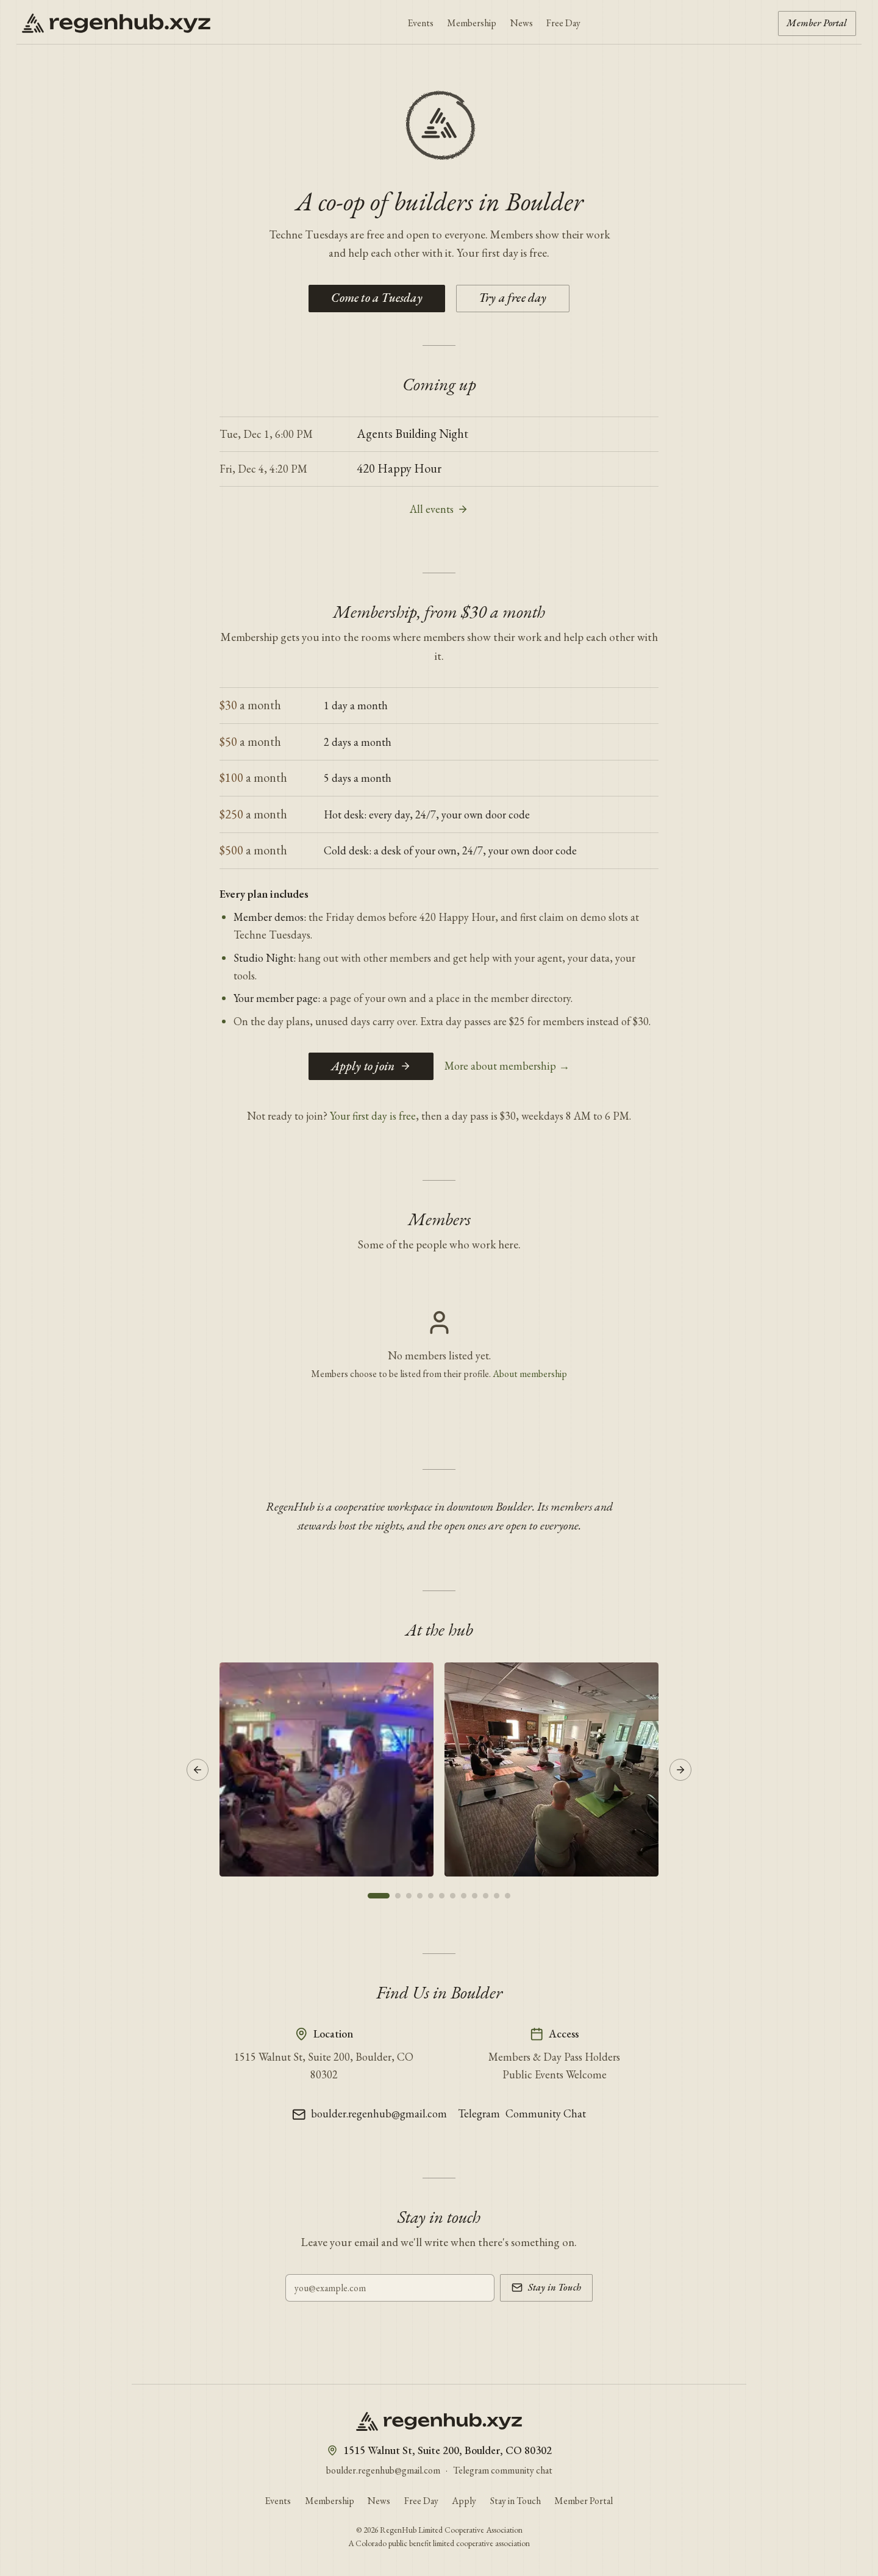 regenhub.xyz
Events Membership News Free Day
Member Portal
A co-op of builders in Boulder
Techne Tuesdays are free and open to everyone. Members show their work
and help each other with it. Your first day is free.
Come to a Tuesday Try a free day
Coming up
Tue, Dec 1, 6:00 PM Agents Building Night
Fri, Dec 4, 4:20 PM 420 Happy Hour
All events →
Membership, from $30 a month
Membership gets you into the rooms where members show their work and help each other with
it.
$30 a month 1 day a month
$50 a month 2 days a month
$100 a month 5 days a month
$250 a month Hot desk: every day, 24/7, your own door code
$500 a month Cold desk: a desk of your own, 24/7, your own door code
Every plan includes
• Member demos: the Friday demos before 420 Happy Hour, and first claim on demo slots at
Techne Tuesdays.
• Studio Night: hang out with other members and get help with your agent, your data, your
tools.
• Your member page: a page of your own and a place in the member directory.
• On the day plans, unused days carry over. Extra day passes are $25 for members instead of $30.
Apply to join → More about membership →
Not ready to join? Your first day is free, then a day pass is $30, weekdays 8 AM to 6 PM.
Members
Some of the people who work here.
No members listed yet.
Members choose to be listed from their profile. About membership
RegenHub is a cooperative workspace in downtown Boulder. Its members and
stewards host the nights, and the open ones are open to everyone.
At the hub
Find Us in Boulder
Location Access
1515 Walnut St, Suite 200, Boulder, CO
80302
Members & Day Pass Holders
Public Events Welcome
boulder.regenhub@gmail.com Telegram Community Chat
Stay in touch
Leave your email and we'll write when there's something on.
you@example.com Stay in Touch
regenhub.xyz
1515 Walnut St, Suite 200, Boulder, CO 80302
boulder.regenhub@gmail.com · Telegram community chat
Events Membership News Free Day Apply Stay in Touch Member Portal
© 2026 RegenHub Limited Cooperative Association
A Colorado public benefit limited cooperative association